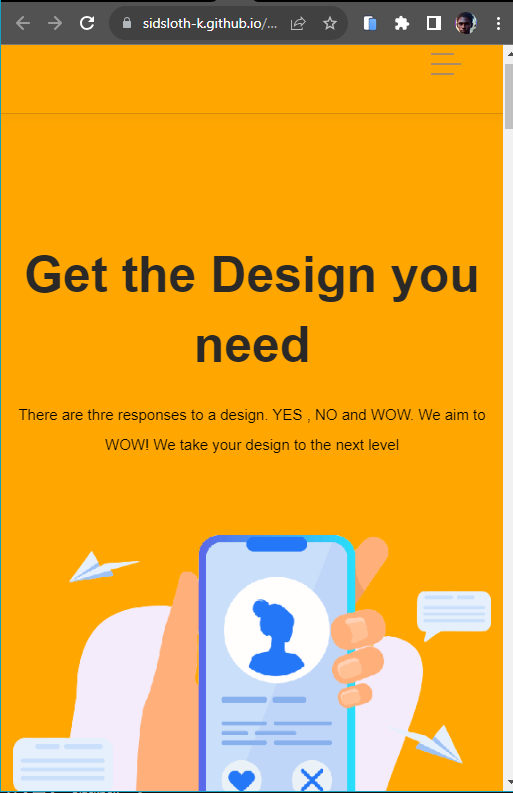 sidsloth-k.github.io/...
Get the Design you
need
There are thre responses to a design. YES , NO and WOW. We aim to
WOW! We take your design to the next level